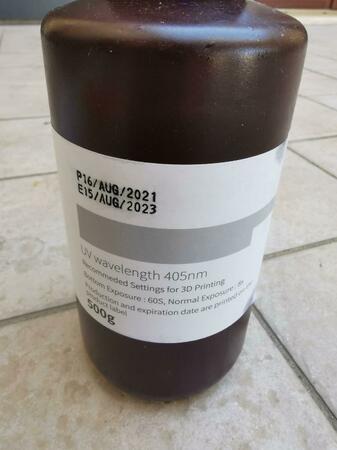 P16/AUG/2021
E15/AUG/2023
UV wavelength 405nm
Recommeded Settings for 3D Printing
Bottom Exposure : 60S, Normal Exposure : 8s
Production and expiration date are printed on the
product label
500g